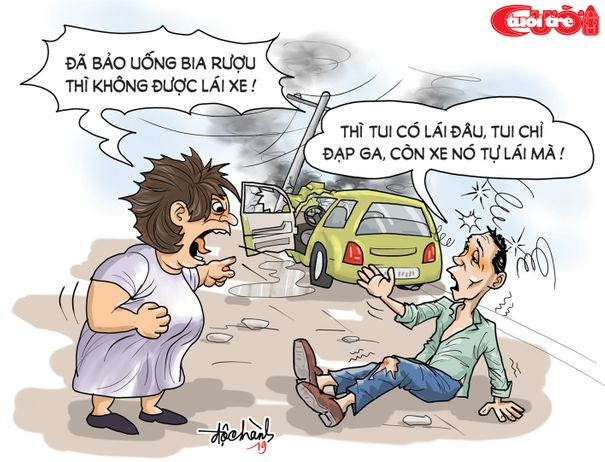 tuổi trẻ
CƯỜI
ĐÃ BẢO UỐNG BIA RƯỢU
THÌ KHÔNG ĐƯỢC LÁI XE !
THÌ TUI CÓ LÁI ĐÂU, TUI CHỈ
ĐẠP GA, CÒN XE NÓ TỰ LÁI MÀ !
độc hành
19